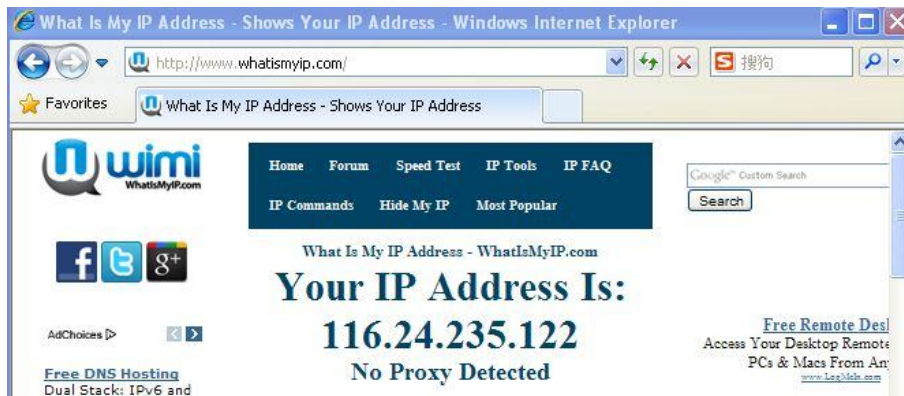 What Is My IP Address - Shows Your IP Address - Windows Internet Explorer
http://www.whatismyip.com/
搜狗
Favorites
What Is My IP Address - Shows Your IP Address
wimi
WhatIsMyIP.com
Home Forum Speed Test IP Tools IP FAQ
IP Commands Hide My IP Most Popular
Google™ Custom Search
Search
What Is My IP Address - WhatIsMyIP.com
Your IP Address Is:
116.24.235.122
No Proxy Detected
AdChoices
Free DNS Hosting
Dual Stack: IPv6 and
Free Remote Desk
Access Your Desktop Remote
PCs & Macs From An
www.LogMeIn.com